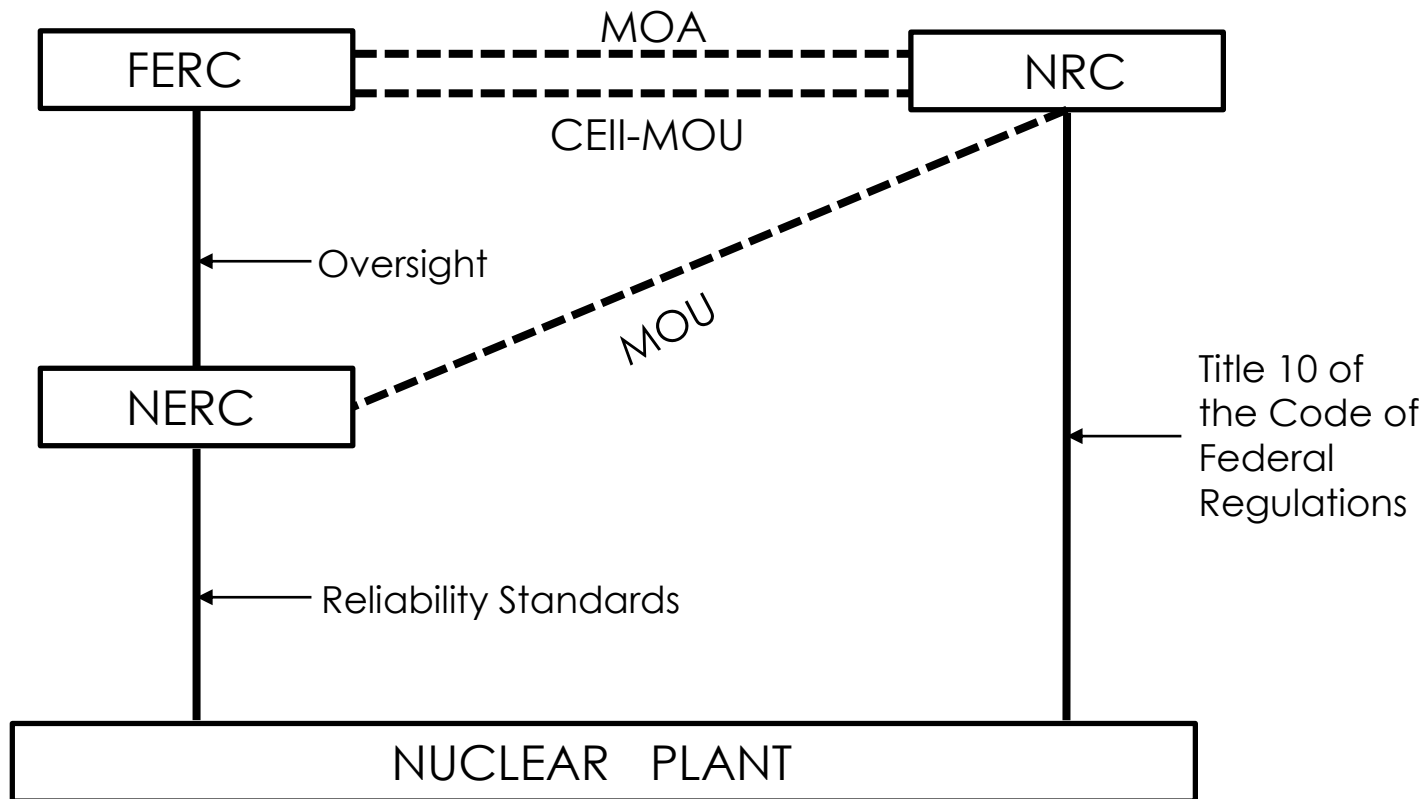 MOA
FERC
NRC
CEII-MOU
Oversight
MOU
NERC
Title 10 of
the Code of
Federal
Regulations
Reliability Standards
NUCLEAR PLANT